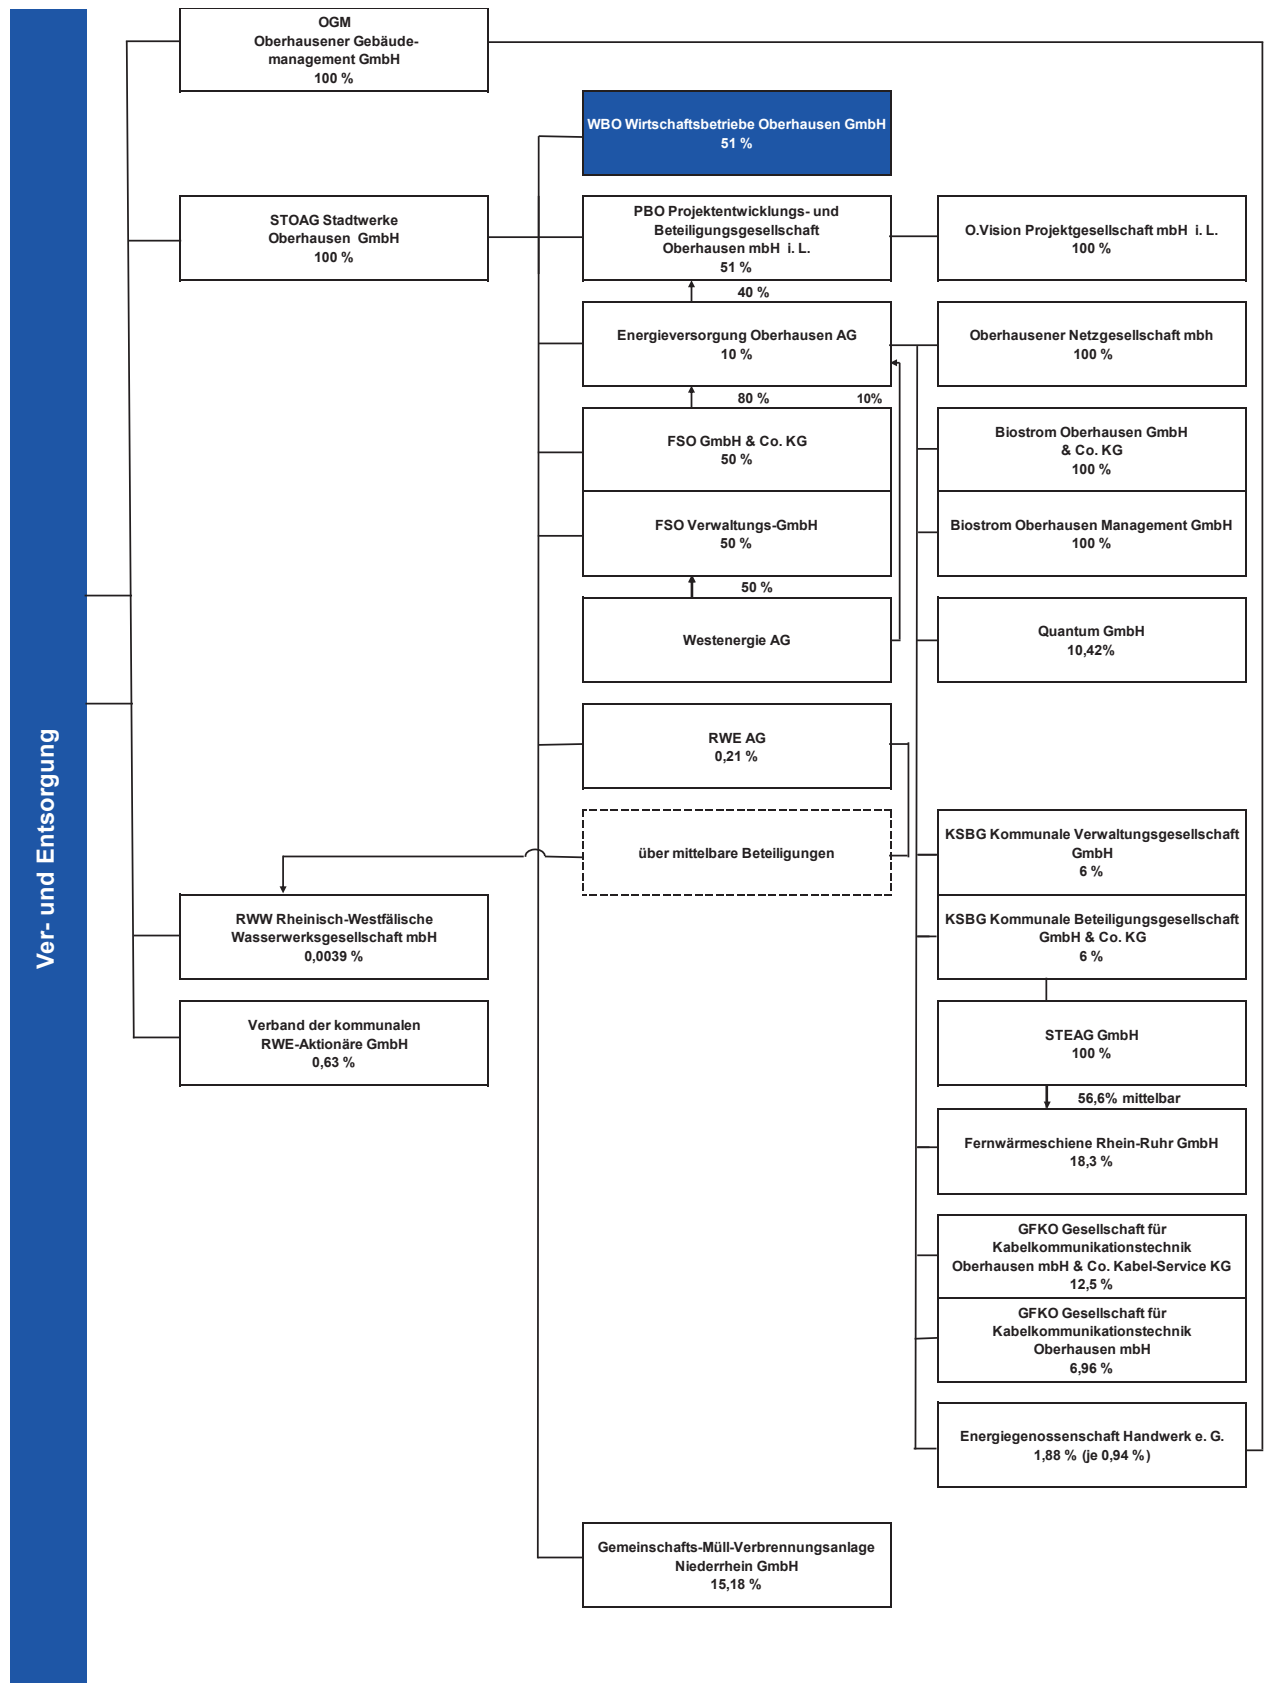 Ver- und Entsorgung
OGM
Oberhausener Gebäude-
management GmbH
100 %
STOAG Stadtwerke
Oberhausen GmbH
100 %
RWW Rheinisch-Westfälische
Wasserwerksgesellschaft mbH
0,0039 %
Verband der kommunalen
RWE-Aktionäre GmbH
0,63 %
WBO Wirtschaftsbetriebe Oberhausen GmbH
51 %
PBO Projektentwicklungs- und
Beteiligungsgesellschaft
Oberhausen mbH i. L.
51 %
40 %
Energieversorgung Oberhausen AG
10 %
80 %
10%
FSO GmbH & Co. KG
50 %
FSO Verwaltungs-GmbH
50 %
50 %
Westenergie AG
RWE AG
0,21 %
über mittelbare Beteiligungen
Gemeinschafts-Müll-Verbrennungsanlage
Niederrhein GmbH
15,18 %
O.Vision Projektgesellschaft mbH i. L.
100 %
Oberhausener Netzgesellschaft mbh
100 %
Biostrom Oberhausen GmbH
& Co. KG
100 %
Biostrom Oberhausen Management GmbH
100 %
Quantum GmbH
10,42%
KSBG Kommunale Verwaltungsgesellschaft
GmbH
6 %
KSBG Kommunale Beteiligungsgesellschaft
GmbH & Co. KG
6 %
STEAG GmbH
100 %
56,6% mittelbar
Fernwärmeschiene Rhein-Ruhr GmbH
18,3 %
GFKO Gesellschaft für
Kabelkommunikationstechnik
Oberhausen mbH & Co. Kabel-Service KG
12,5 %
GFKO Gesellschaft für
Kabelkommunikationstechnik
Oberhausen mbH
6,96 %
Energiegenossenschaft Handwerk e. G.
1,88 % (je 0,94 %)